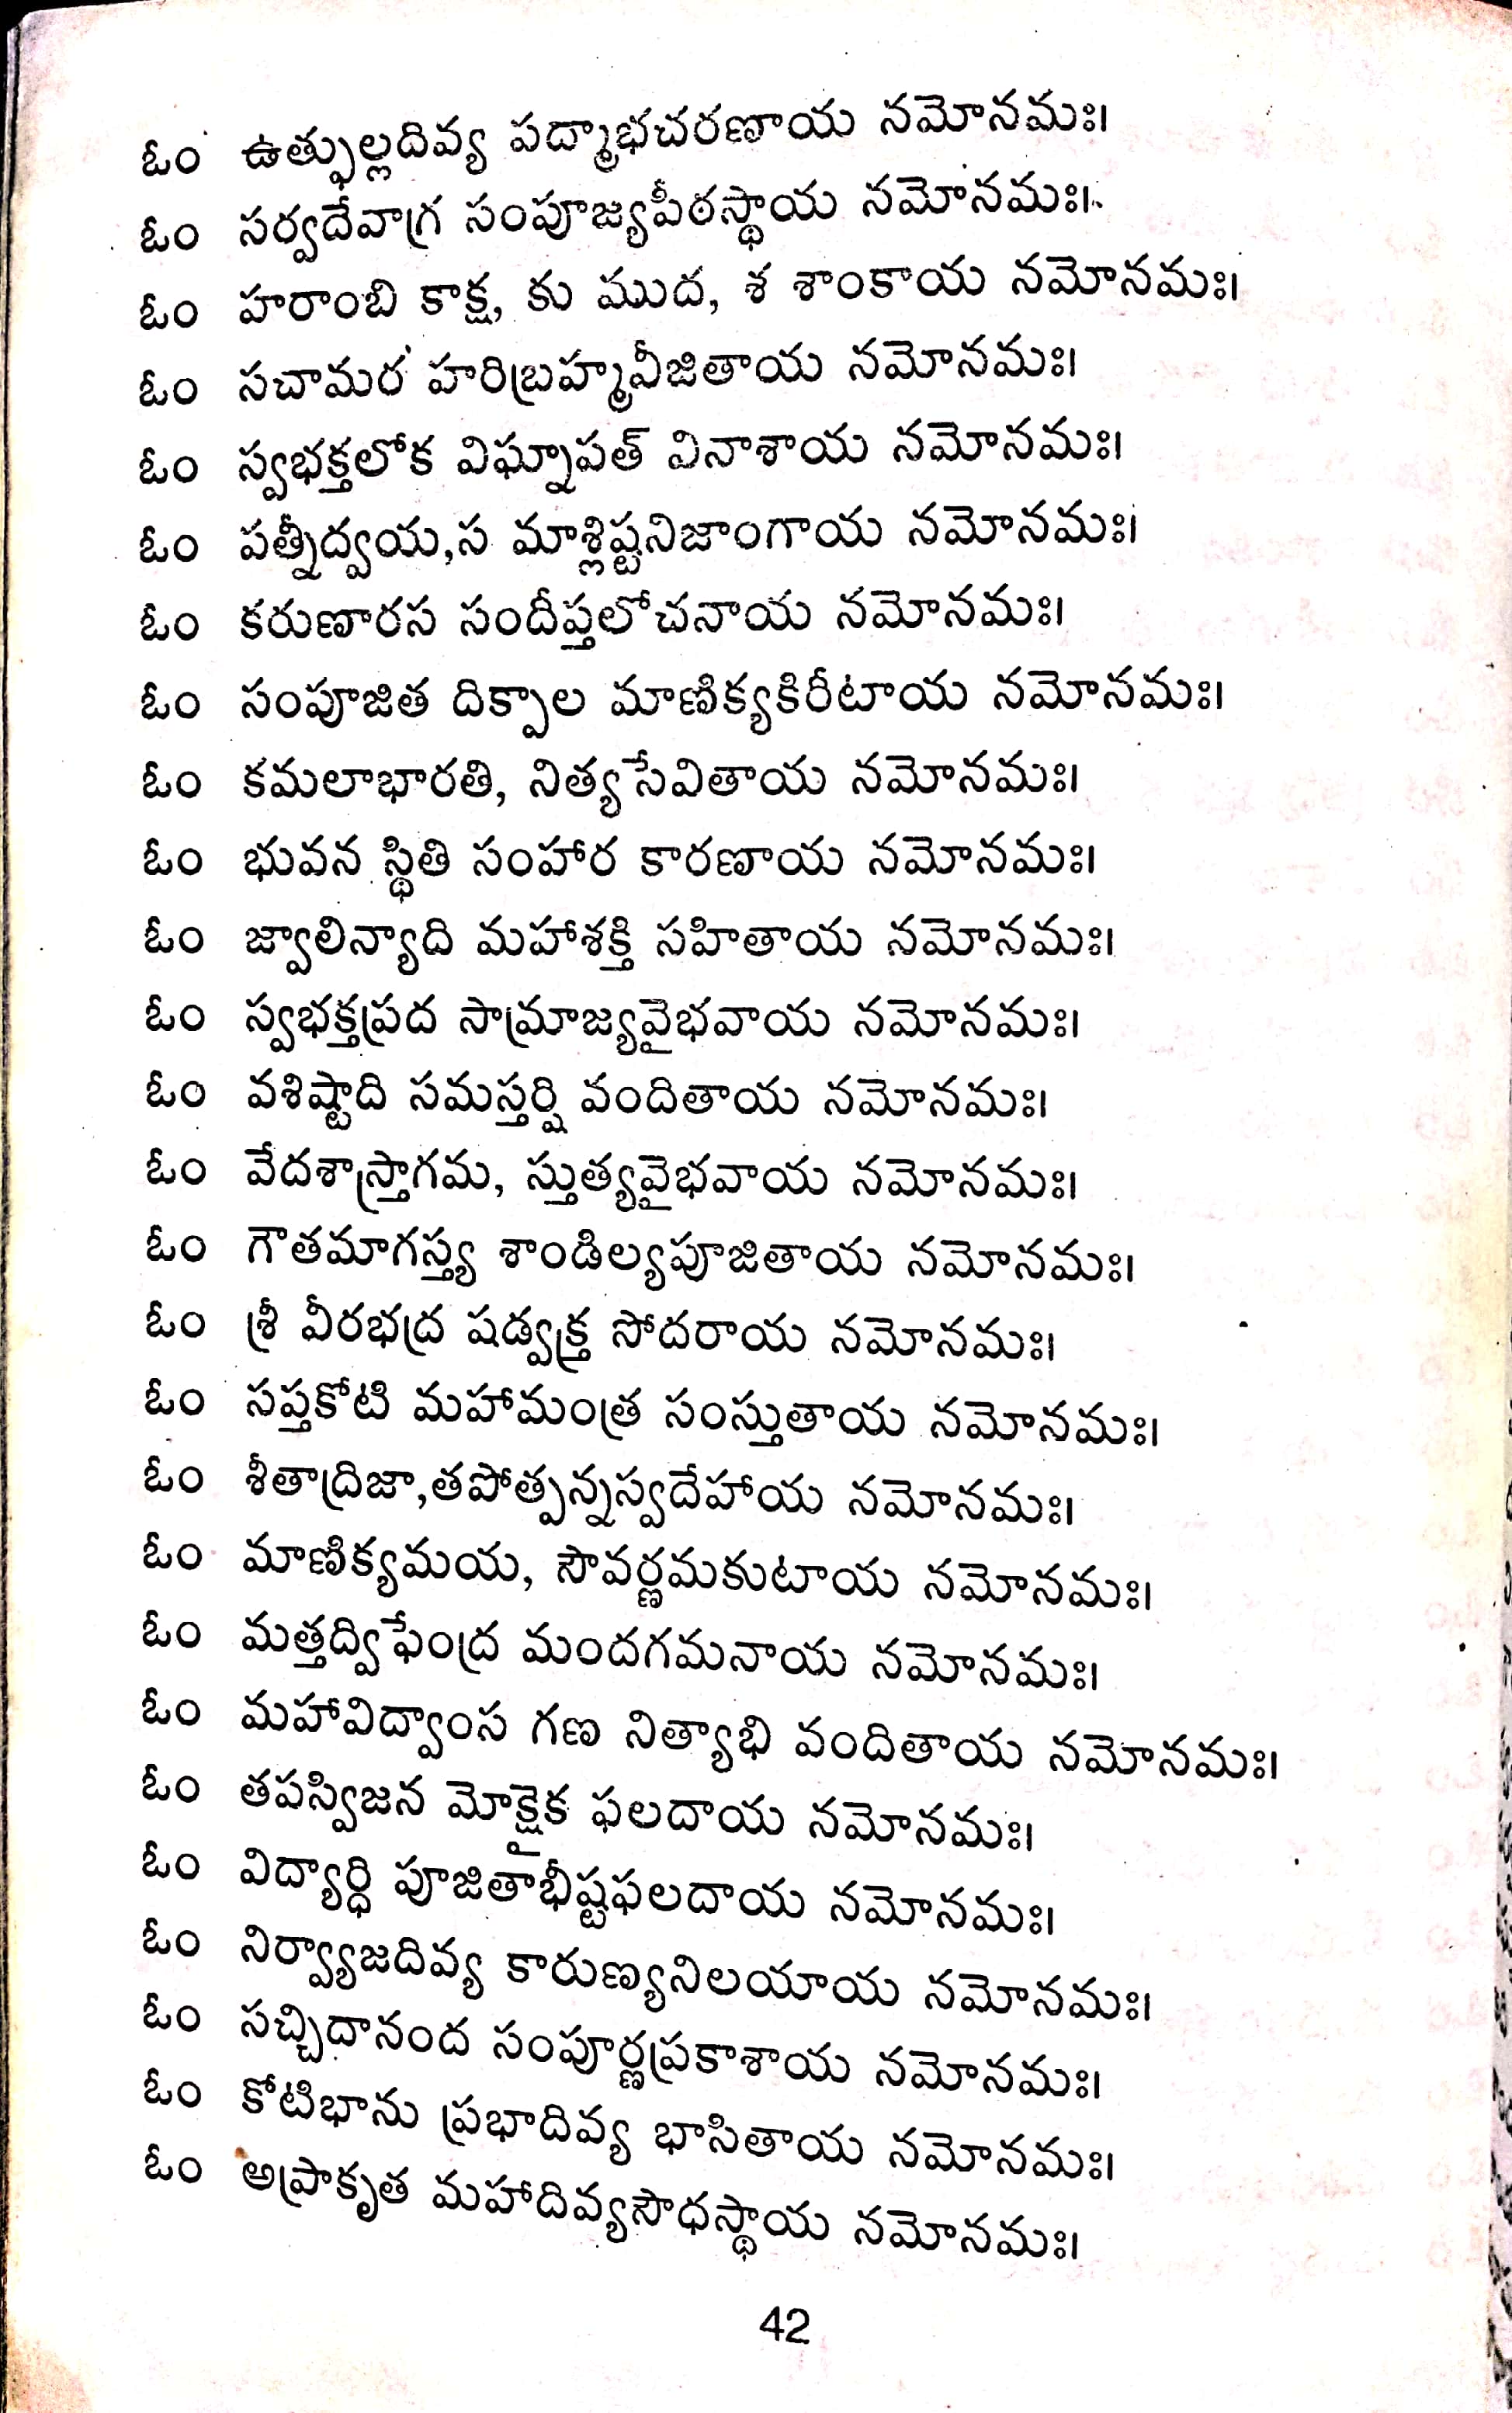 ఓం ఉత్ఫుల్లదివ్య పద్మాభచరణాయ నమోనమః।
ఓం సర్వదేవాగ్ర సంపూజ్యపీఠస్థాయ నమోనమః।
ఓం హరాంబి కాక్ష, కు ముద, శ శాంకాయ నమోనమః।
ఓం సచామర హరిబ్రహ్మవీజితాయ నమోనమః।
ఓం స్వభక్తలోక విఘ్నాపత్ వినాశాయ నమోనమః।
ఓం పత్నీద్వయ,స మాశ్లిష్టనిజాంగాయ నమోనమః।
ఓం కరుణారస సందీప్తలోచనాయ నమోనమః।
ఓం సంపూజిత దిక్పాల మాణిక్యకిరీటాయ నమోనమః।
ఓం కమలాభారతి, నిత్యసేవితాయ నమోనమః।
ఓం భువన స్థితి సంహార కారణాయ నమోనమః।
ఓం జ్వాలిన్యాది మహాశక్తి సహితాయ నమోనమః।
ఓం స్వభక్తప్రద సామ్రాజ్యవైభవాయ నమోనమః।
ఓం వశిష్టాది సమస్తర్షి వందితాయ నమోనమః।
ఓం వేదశాస్త్రాగమ, స్తుత్యవైభవాయ నమోనమః।
ఓం గౌతమాగస్త్య శాండిల్యపూజితాయ నమోనమః।
ఓం శ్రీ వీరభద్ర షడ్వక్త్ర సోదరాయ నమోనమః।
ఓం సప్తకోటి మహామంత్ర సంస్తుతాయ నమోనమః।
ఓం శీతాద్రిజా,తపోత్పన్నస్వదేహాయ నమోనమః।
ఓం మాణిక్యమయ, సౌవర్ణమకుటాయ నమోనమః।
ఓం మత్తద్విఫేంద్ర మందగమనాయ నమోనమః।
ఓం మహావిద్వాంస గణ నిత్యాభి వందితాయ నమోనమః।
ఓం తపస్విజన మోక్షైక ఫలదాయ నమోనమః।
ఓం విద్యార్ధి పూజితాభీష్టఫలదాయ నమోనమః।
ఓం నిర్వ్యాజదివ్య కారుణ్యనిలయాయ నమోనమః।
ఓం సచ్చిదానంద సంపూర్ణప్రకాశాయ నమోనమః।
ఓం కోటిభాను ప్రభాదివ్య భాసితాయ నమోనమః।
ఓం అప్రాకృత మహాదివ్యసౌధస్థాయ నమోనమః।
42